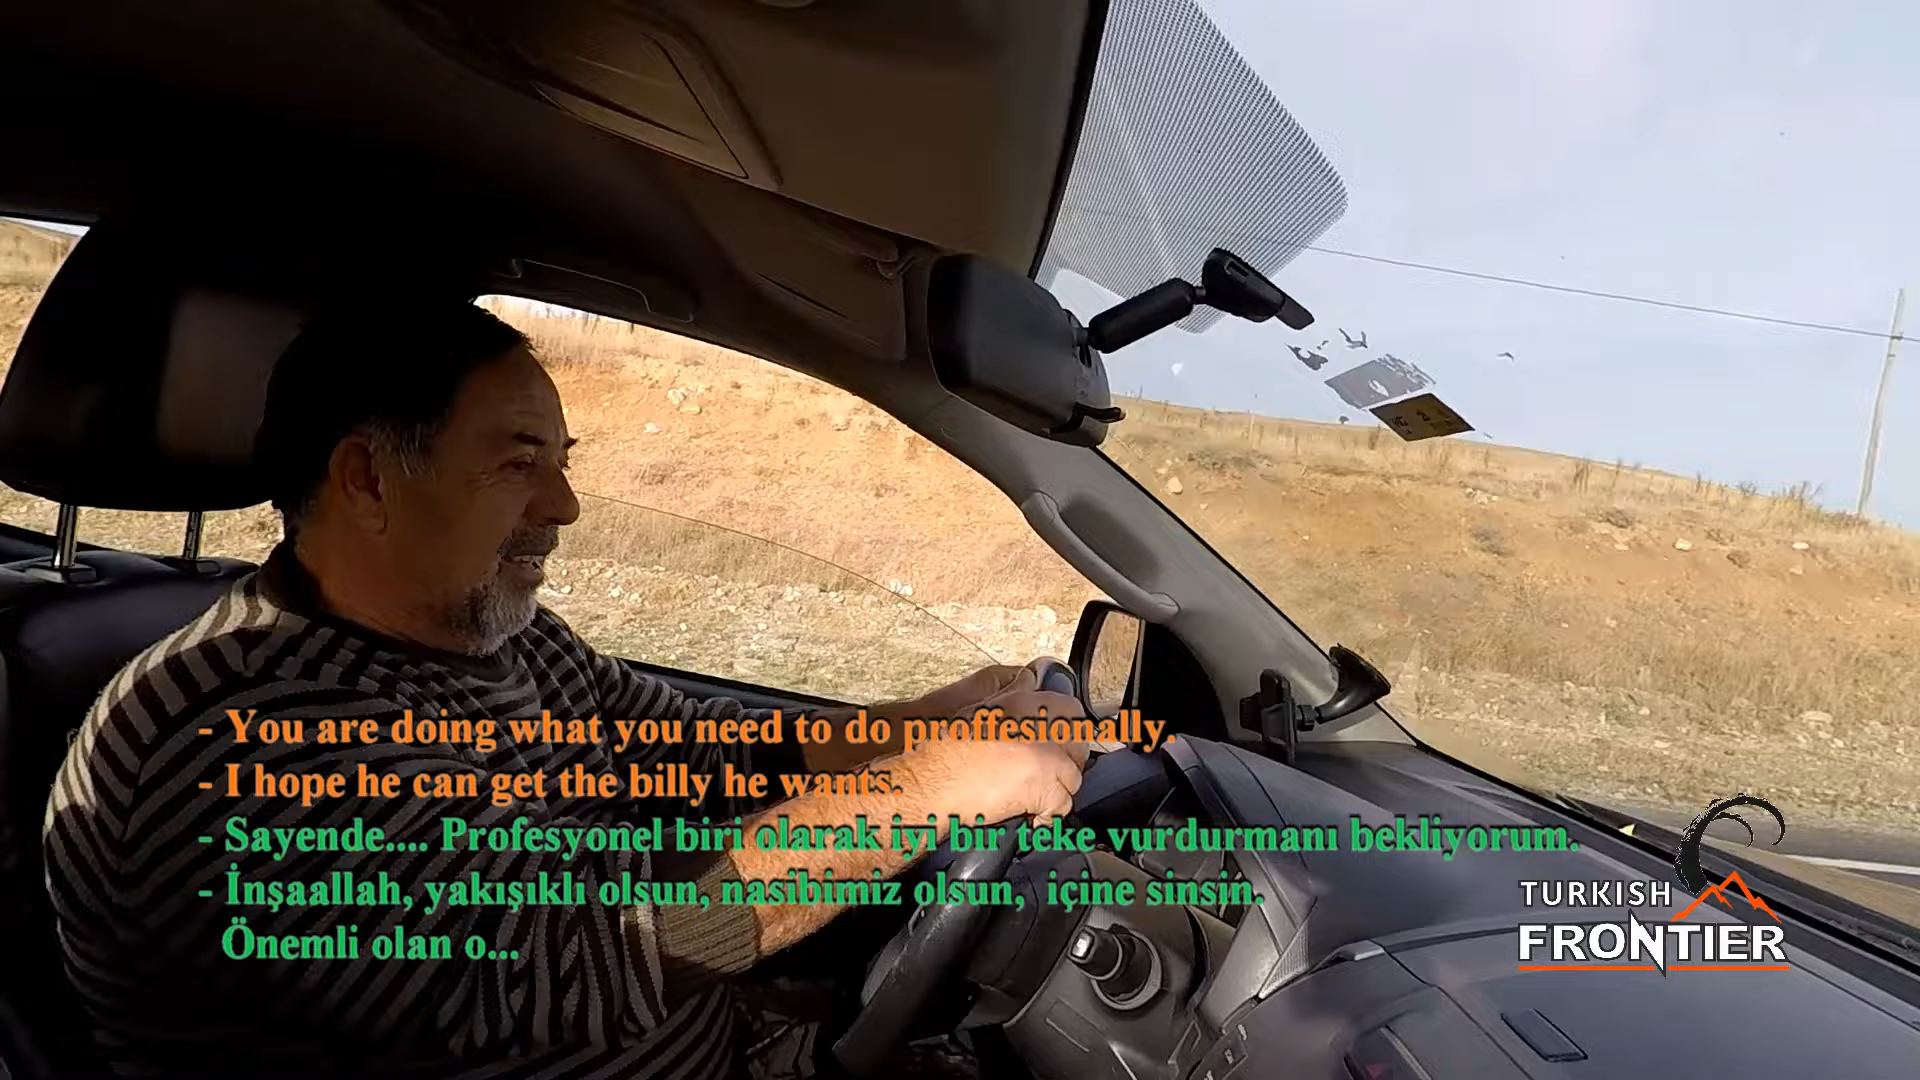 - You are doing what you need to do proffesionally.
- I hope he can get the billy he wants.
- Sayende.... Profesyonel biri olarak iyi bir teke vurdurmanı bekliyorum.
- İnşaallah, yakışıklı olsun, nasibimiz olsun, içine sinsin.
Önemli olan o...
TURKISH
FRONTIER